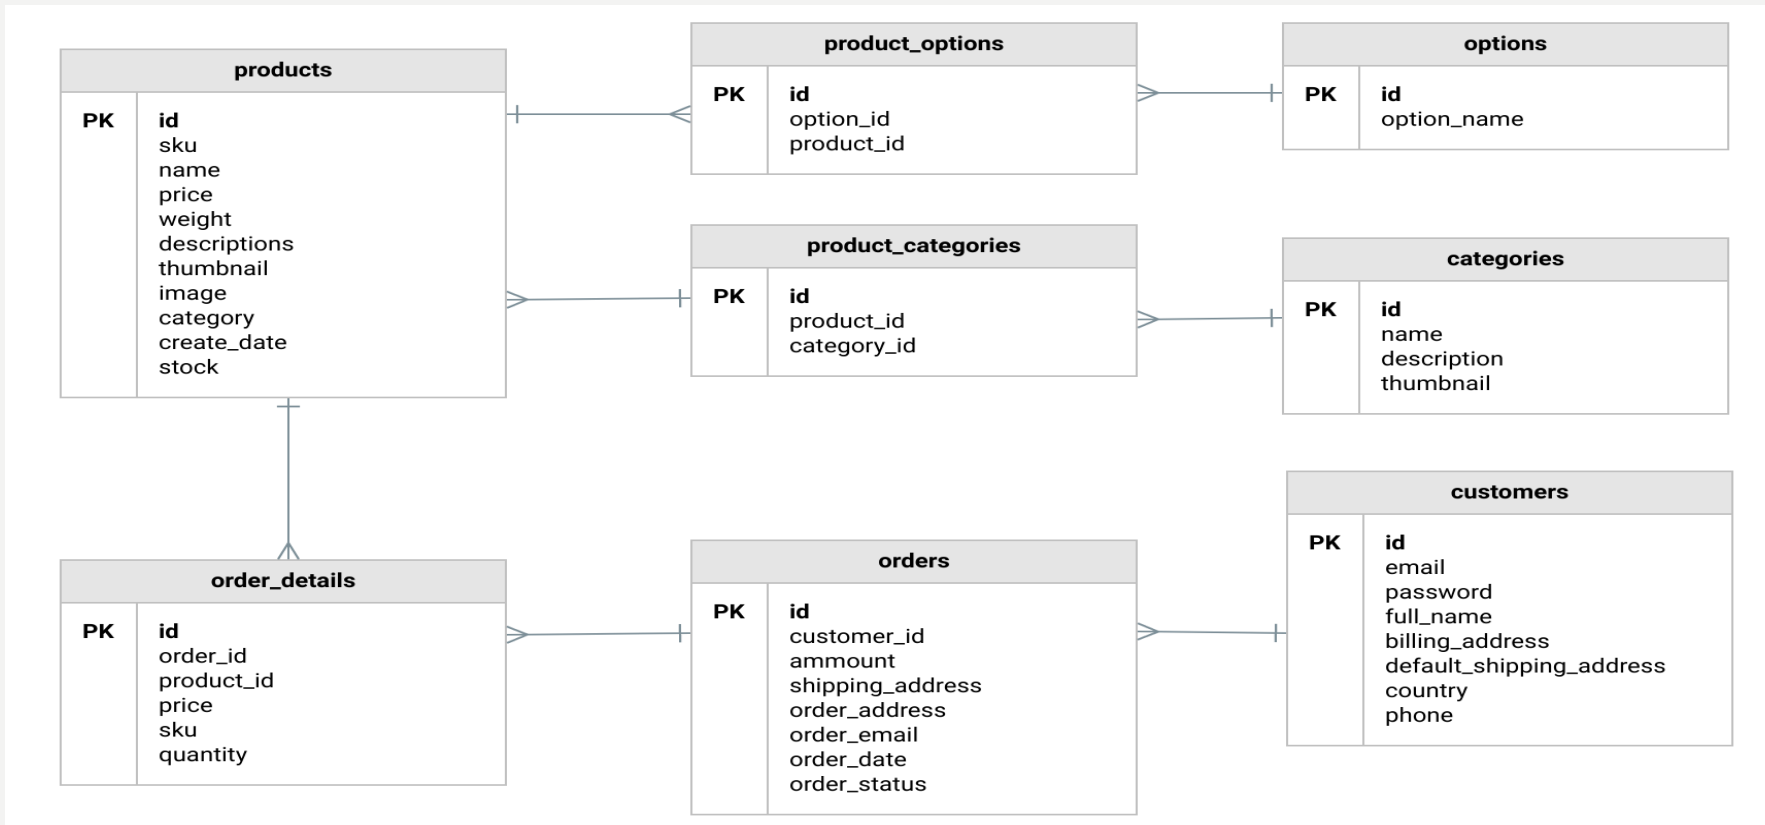 products
PK id
sku
name
price
weight
descriptions
thumbnail
image
category
create_date
stock
product_options
PK id
option_id
product_id
options
PK id
option_name
product_categories
PK id
product_id
category_id
categories
PK id
name
description
thumbnail
order_details
PK id
order_id
product_id
price
sku
quantity
orders
PK id
customer_id
ammount
shipping_address
order_address
order_email
order_date
order_status
customers
PK id
email
password
full_name
billing_address
default_shipping_address
country
phone